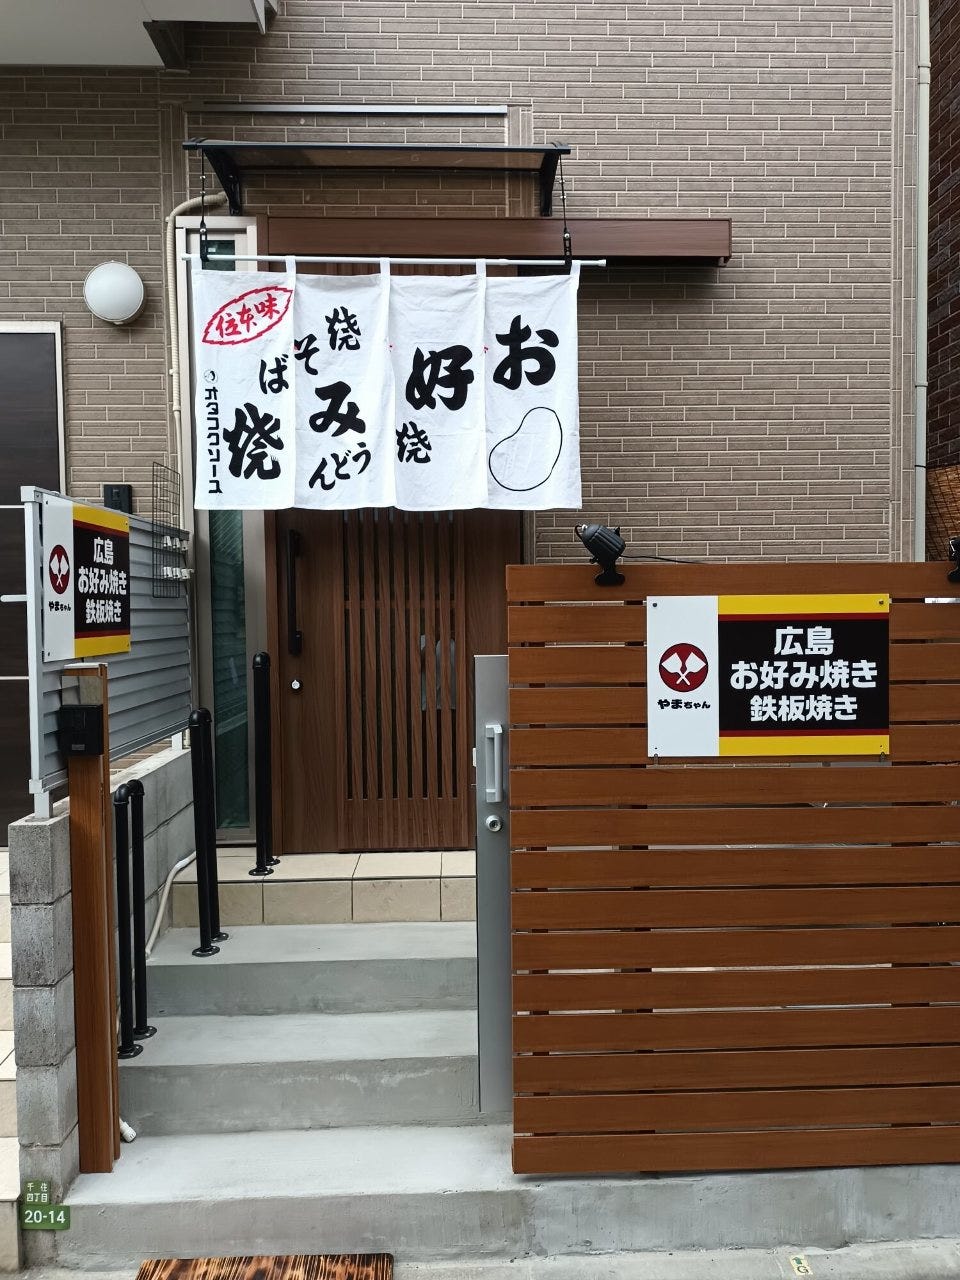 お好み焼
焼そば
焼うどん
味本位
オタフクソース
広島
お好み焼き
鉄板焼き
やまちゃん
広島
お好み焼き
鉄板焼き
やまちゃん
千住
四丁目
20-14
G